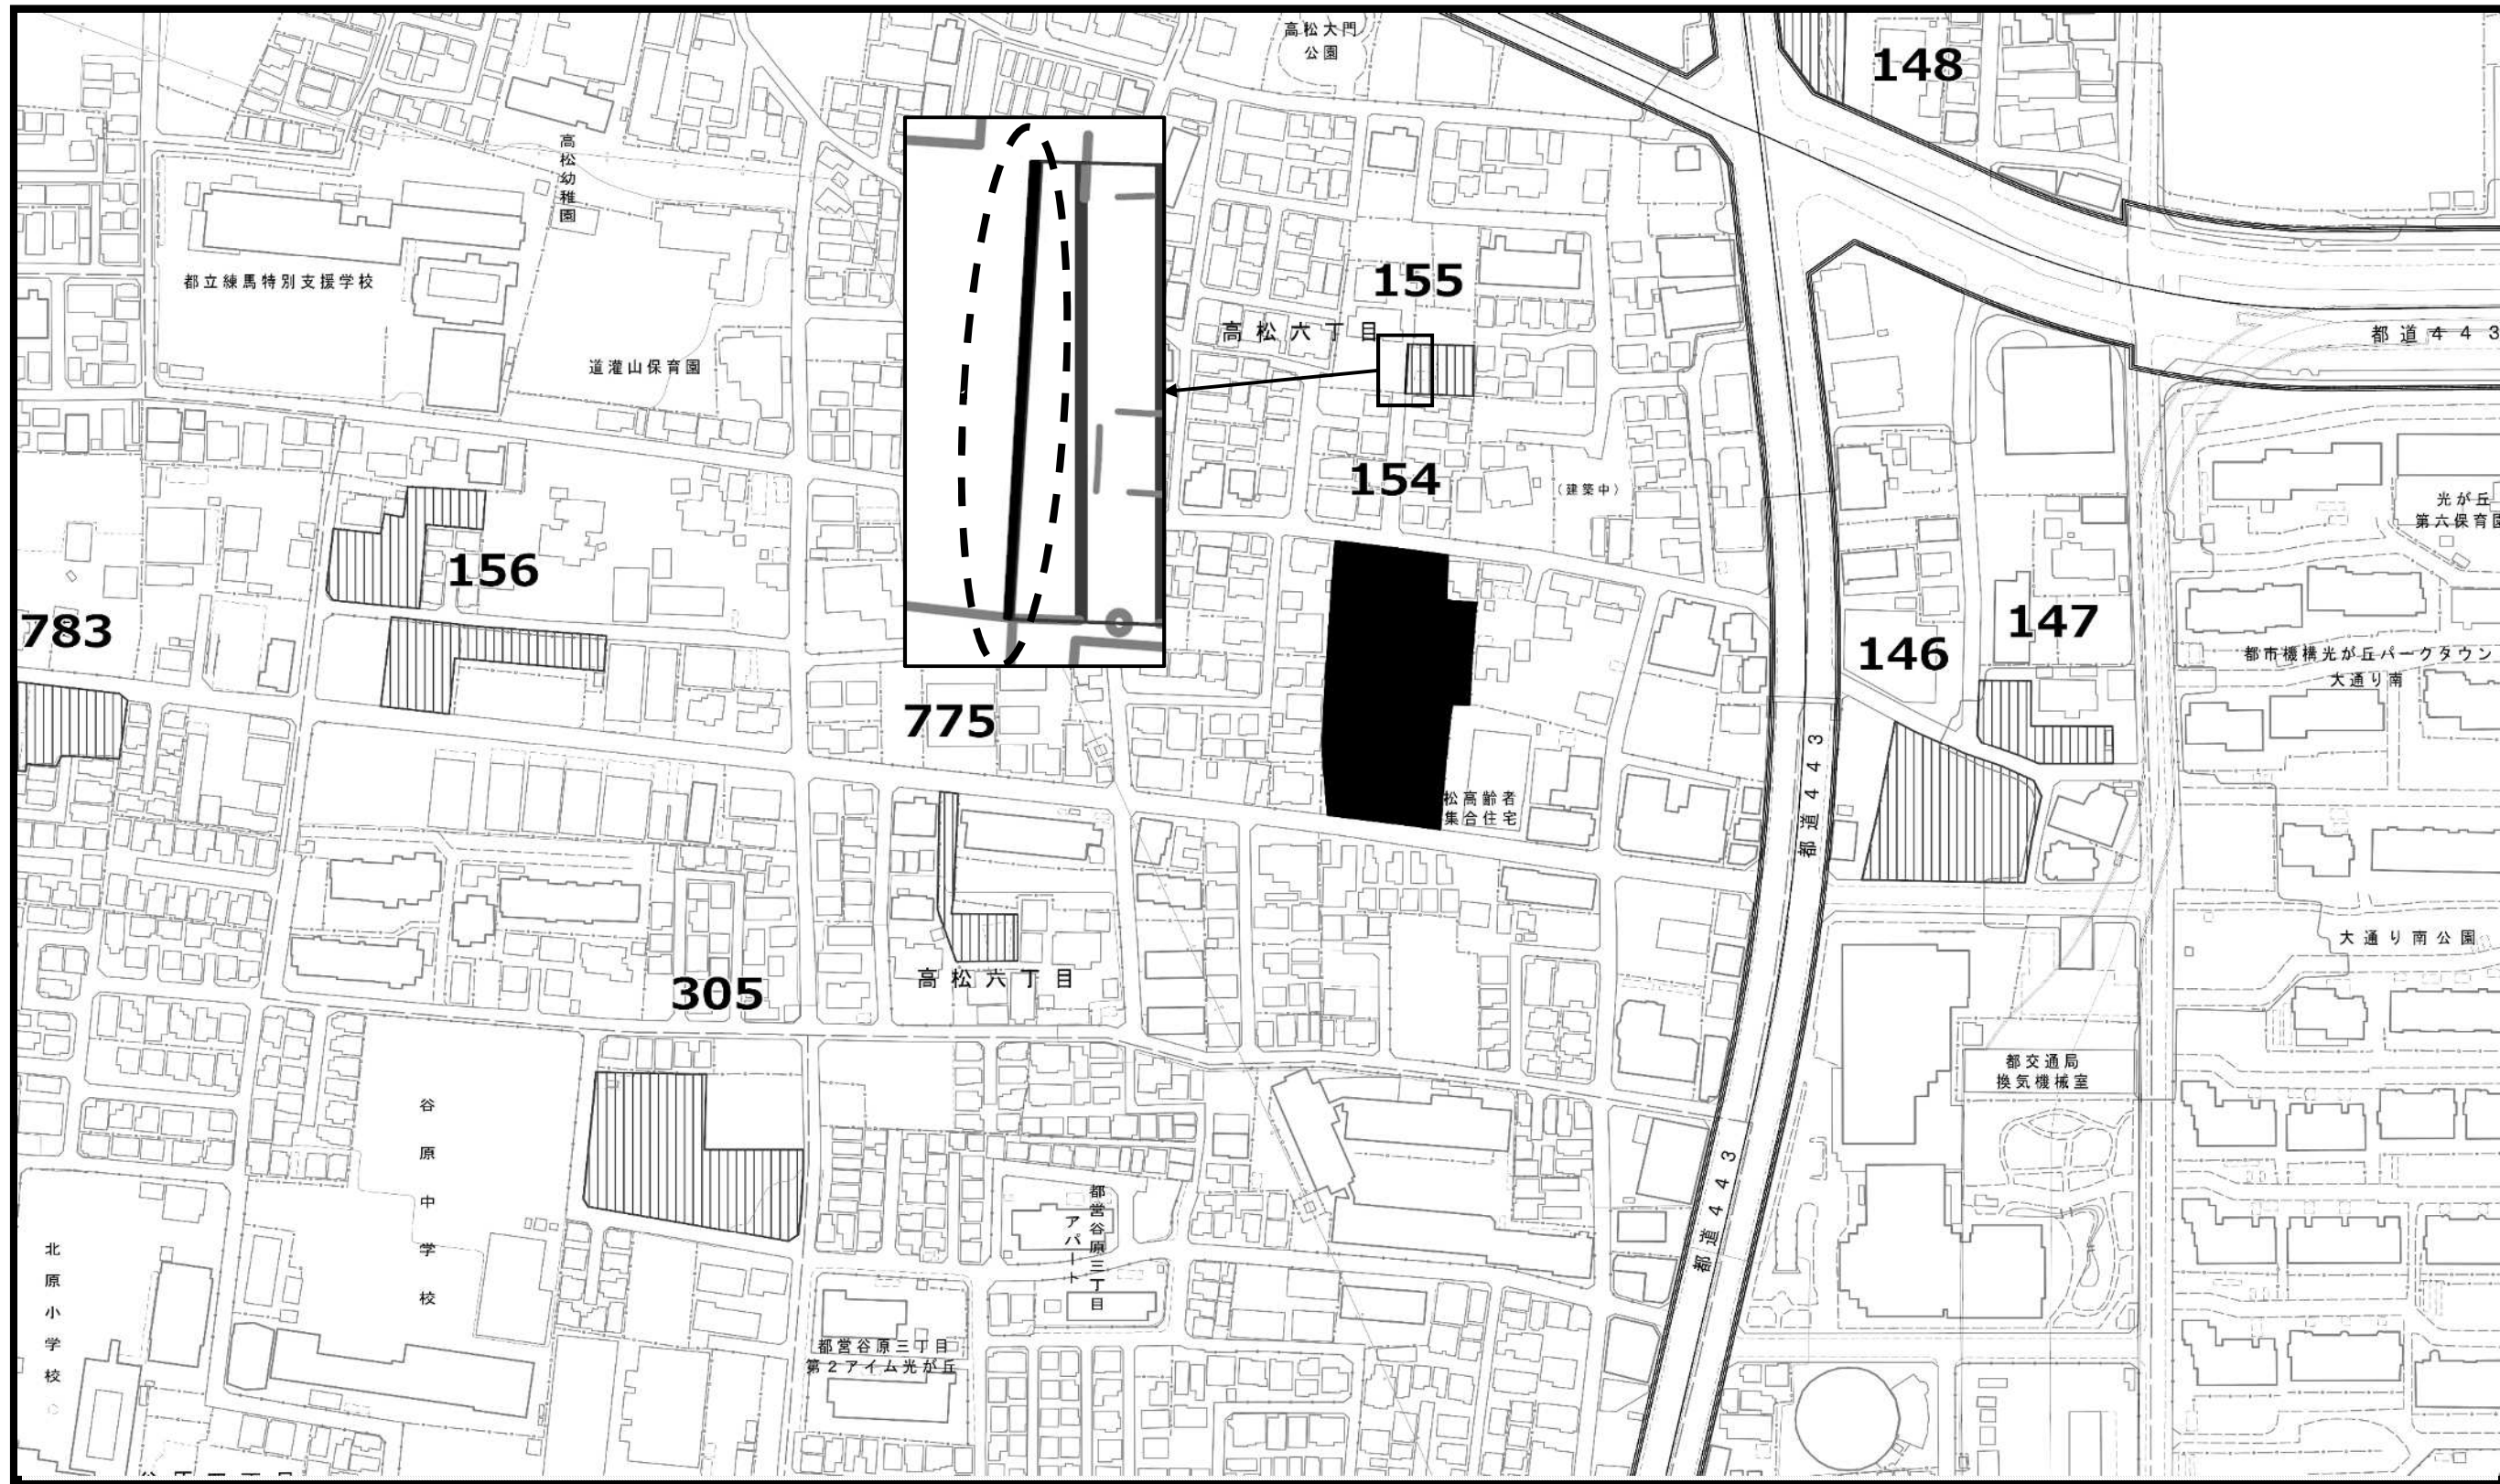 高松大門
公園
148
高松幼稚園
都立練馬特別支援学校
155
高松六丁目
都道443
道灌山保育園
154
(建築中)
光が丘
第六保育園
156
783
147
146
都市機構光が丘パークタウン
大通り南
775
都道443
松高齢者
集合住宅
大通り南公園
高松六丁目
305
都交通局
換気機械室
谷原中学校
都道443
都営谷原三丁目
アパート
北原小学校
都営谷原三丁目
第2アイム光が丘